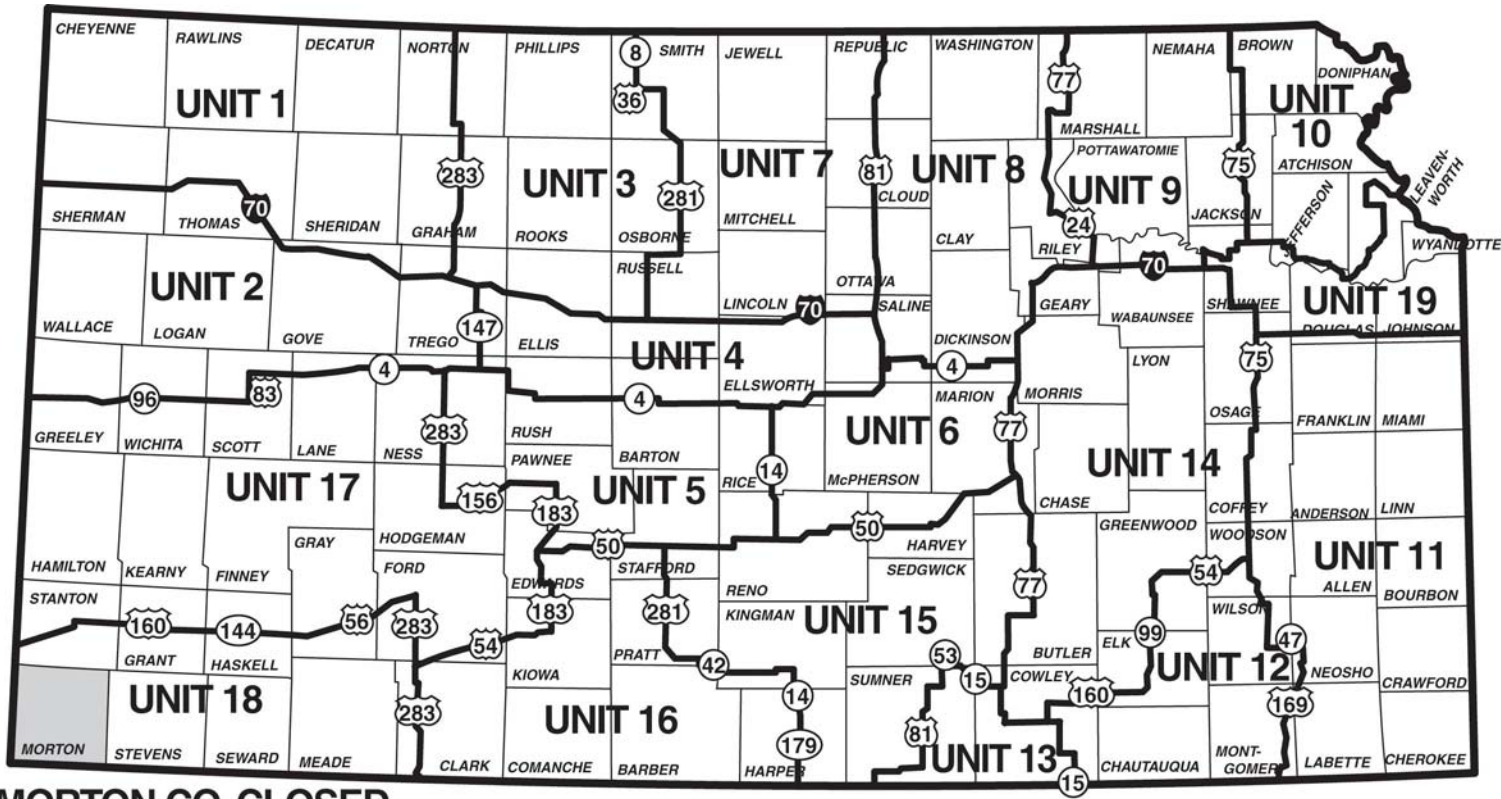 CHEYENNE
RAWLINS
DECATUR
NORTON
PHILLIPS
8
SMITH
JEWELL
REPUBLIC
WASHINGTON
77
NEMAHA
BROWN
DONIPHAN
UNIT 1
36
MARSHALL
UNIT
10
283
UNIT 3
281
UNIT 7
81
UNIT 8
POTTAWATOMIE
UNIT 9
75
ATCHISON
LEAVEN-
WORTH
SHERMAN
THOMAS
70
SHERIDAN
GRAHAM
ROOKS
OSBORNE
MITCHELL
CLOUD
CLAY
24
RILEY
JACKSON
JEFFERSON
WYANDOTTE
UNIT 2
RUSSELL
OTTAWA
70
WALLACE
LOGAN
GOVE
TREGO
147
ELLIS
LINCOLN
70
SALINE
DICKINSON
GEARY
WABAUNSEE
SHAWNEE
UNIT 19
DOUGLAS
JOHNSON
UNIT 4
96
83
4
4
ELLSWORTH
4
MARION
MORRIS
LYON
75
OSAGE
FRANKLIN
MIAMI
GREELEY
WICHITA
SCOTT
LANE
NESS
283
RUSH
PAWNEE
BARTON
RICE
14
UNIT 6
McPHERSON
77
UNIT 14
CHASE
UNIT 17
156
183
UNIT 5
50
50
HARVEY
GREENWOOD
COFFEY
ANDERSON
LINN
HAMILTON
KEARNY
FINNEY
GRAY
HODGEMAN
FORD
EDWARDS
STAFFORD
RENO
SEDGWICK
77
54
WOODSON
UNIT 11
ALLEN
BOURBON
STANTON
160
144
56
283
54
183
281
KINGMAN
UNIT 15
BUTLER
ELK
99
WILSON
47
NEOSHO
GRANT
HASKELL
KIOWA
PRATT
42
53
15
SUMNER
COWLEY
160
UNIT 12
CRAWFORD
UNIT 18
283
UNIT 16
14
179
81
UNIT 13
169
MORTON
STEVENS
SEWARD
MEADE
CLARK
COMANCHE
BARBER
HARPER
15
CHAUTAUQUA
MONT-
GOMER
LABETTE
CHEROKEE
MORTON CO. CLOSED